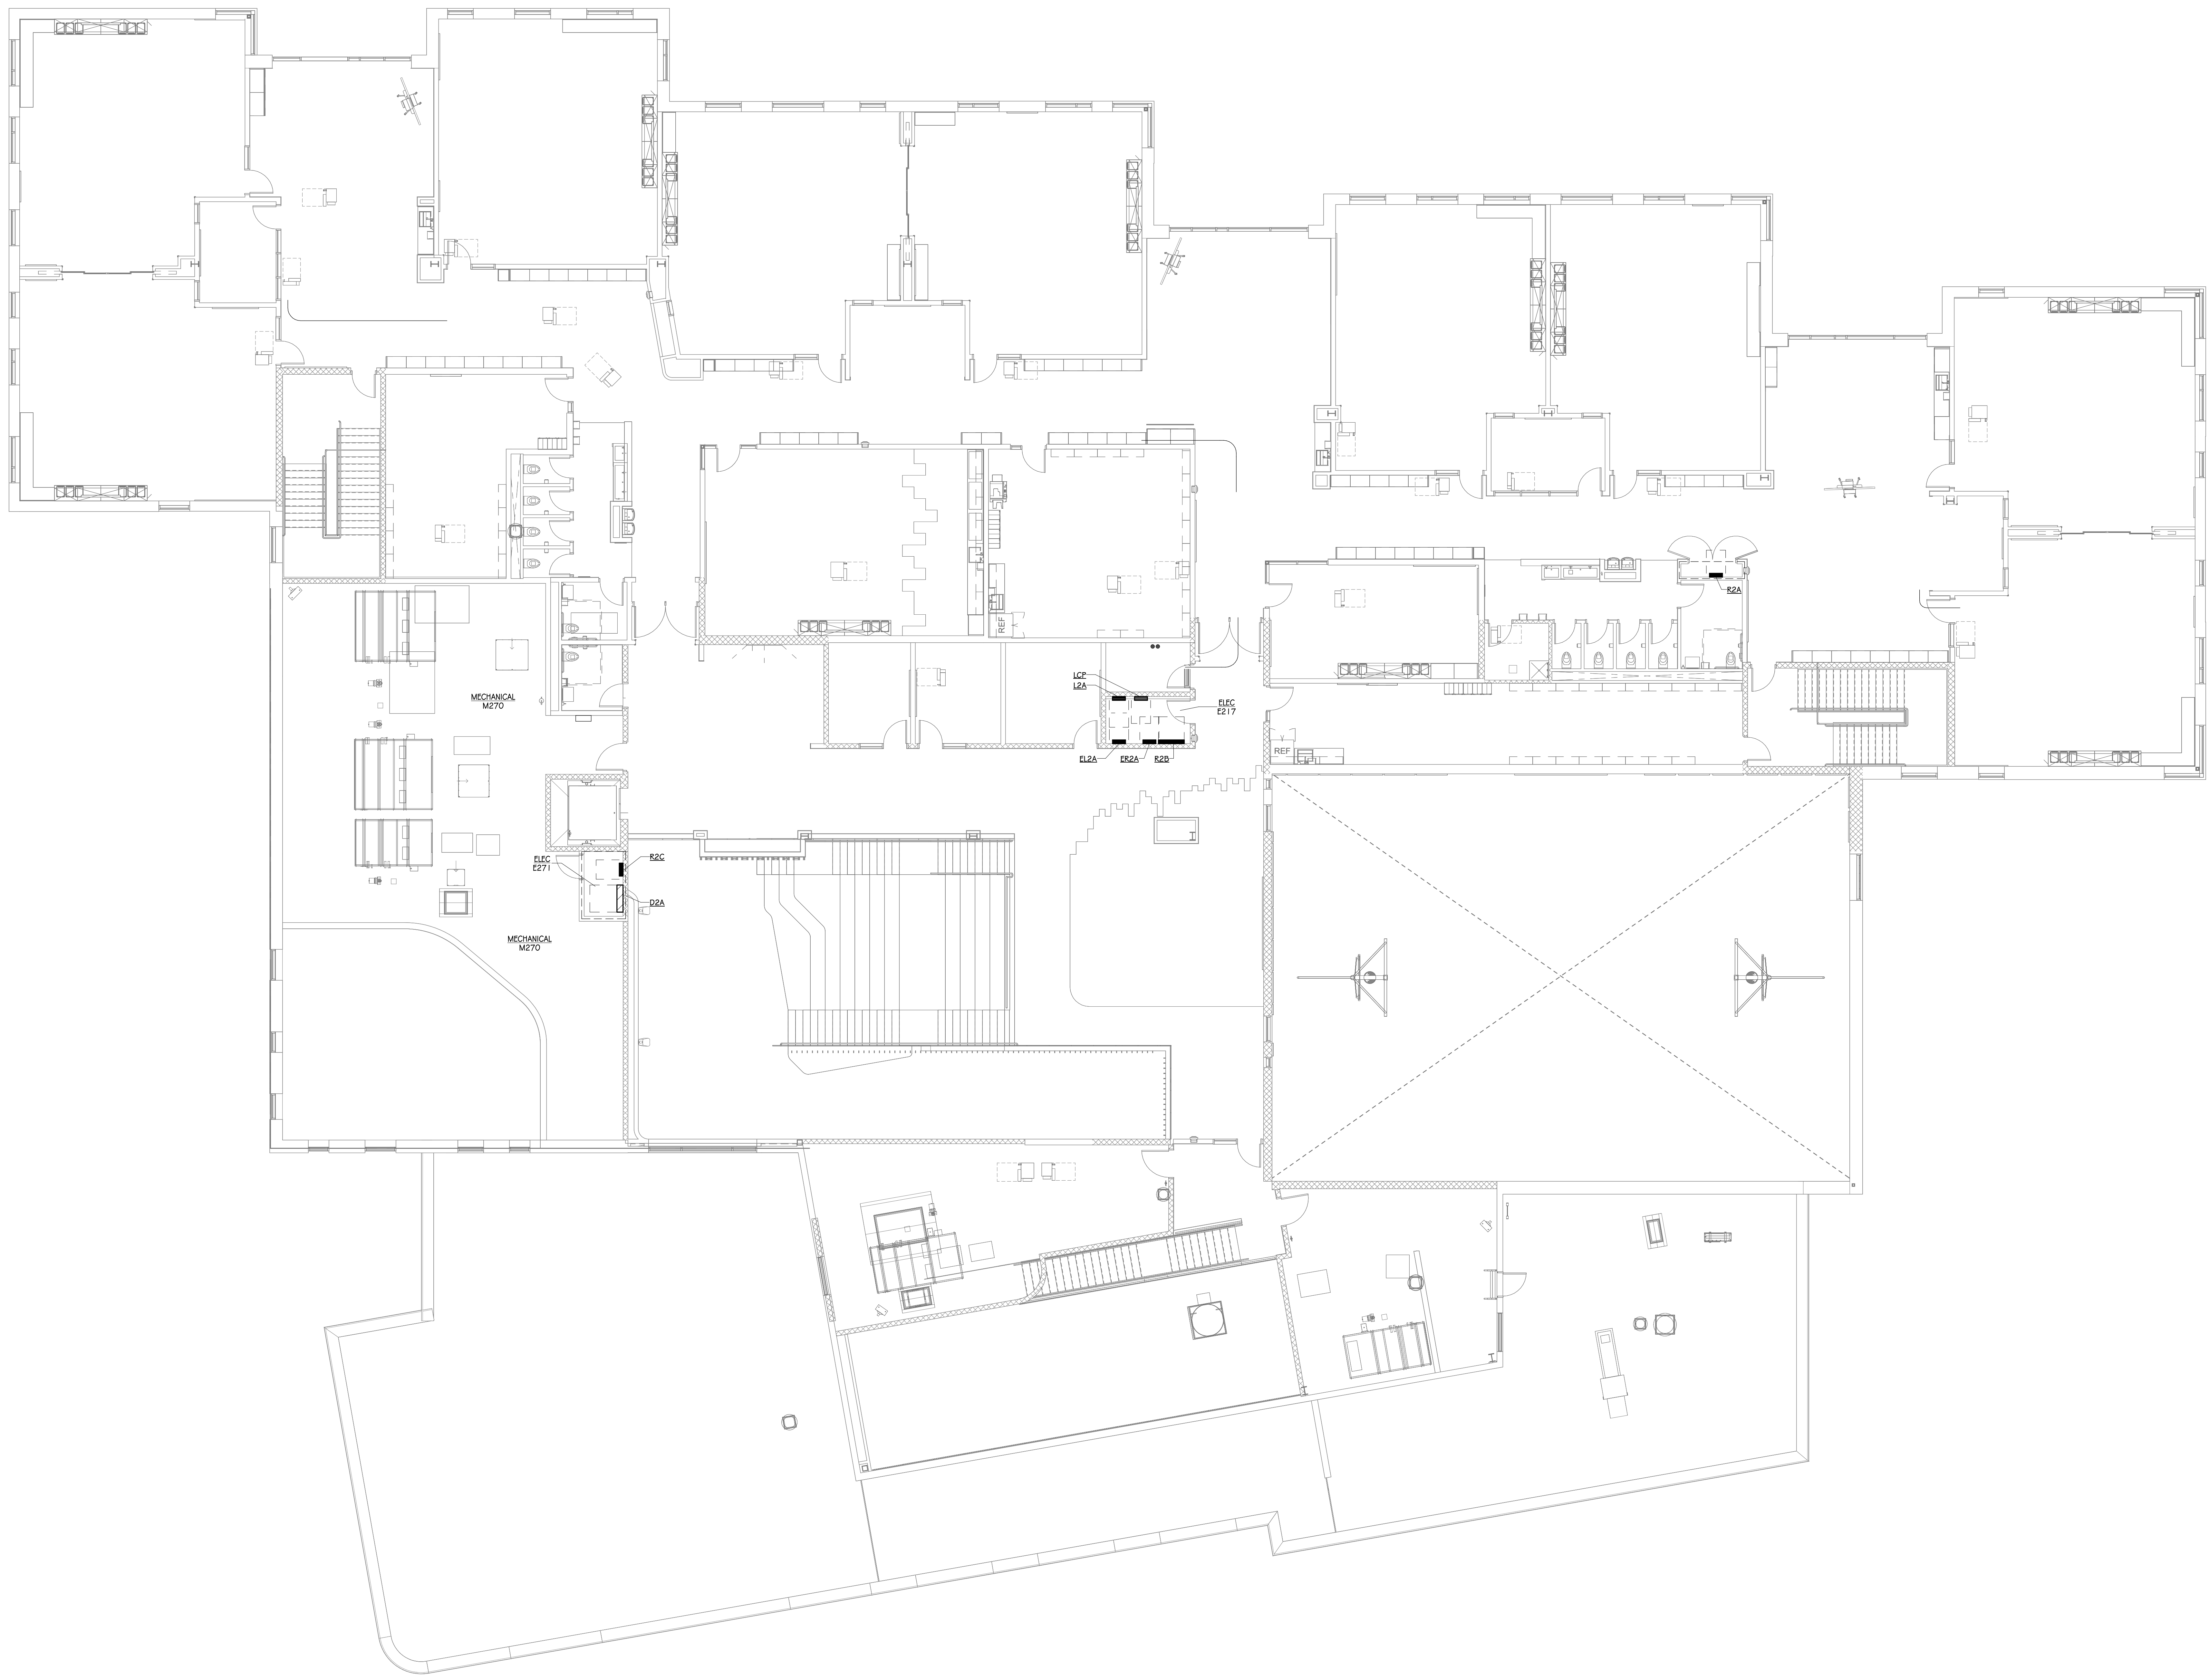 R2A
REF
LCP
L2A
MECHANICAL
M270
ELEC
E217
EL2A
ER2A
R2B
REF
ELEC
E271
R2C
D2A
MECHANICAL
M270